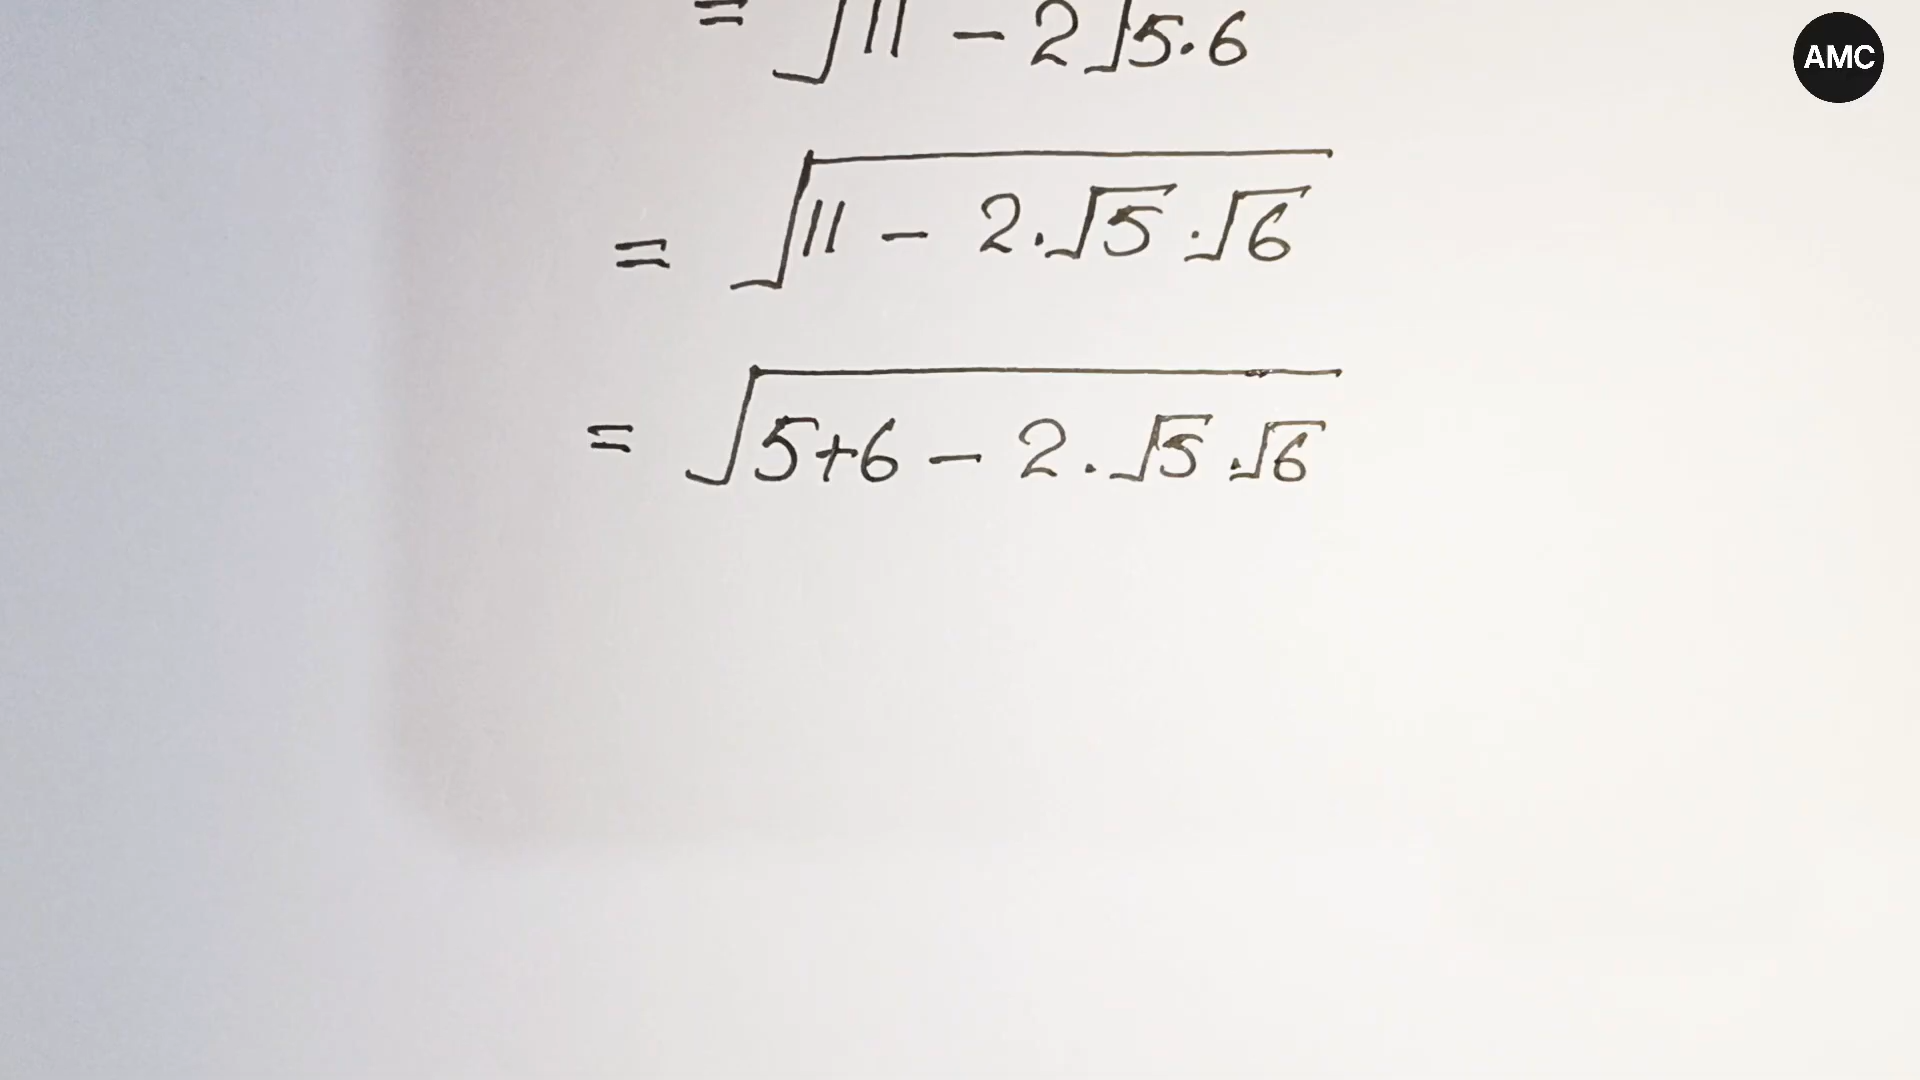 = √11 - 2√5·6
AMC
= √11 - 2·√5·√6
= √5+6 - 2·√5·√6